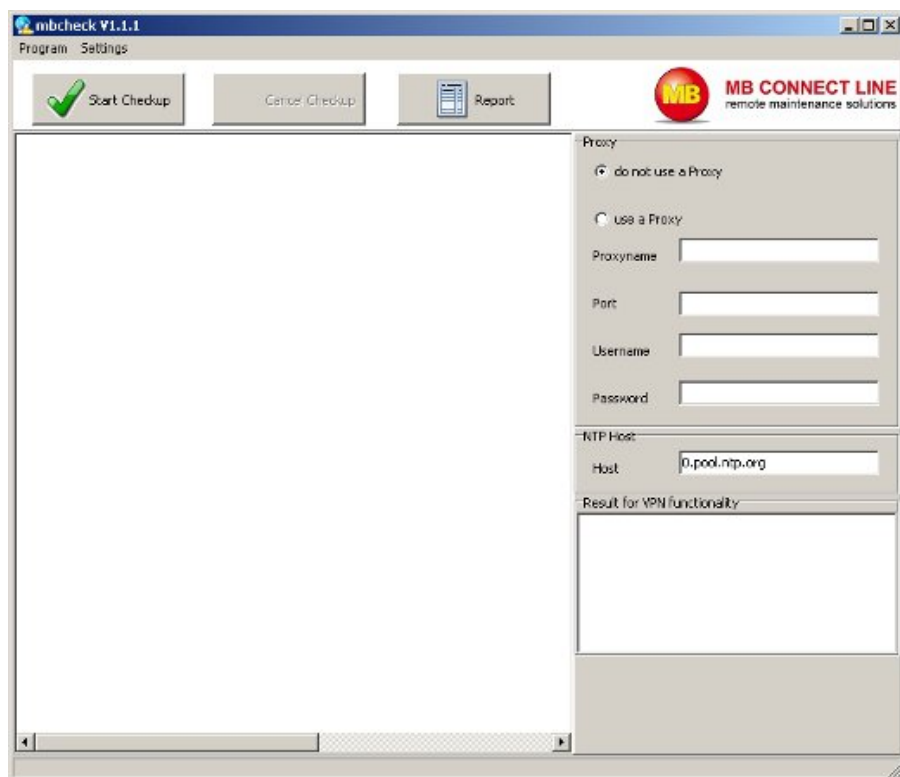 mbcheck V1.1.1
Program Settings
Start Checkup
Cancel Checkup
Report
MB
MB CONNECT LINE
remote maintenance solutions
Proxy
do not use a Proxy
use a Proxy
Proxyname
Port
Username
Password
NTP Host
Host 0.pool.ntp.org
Result for VPN functionality